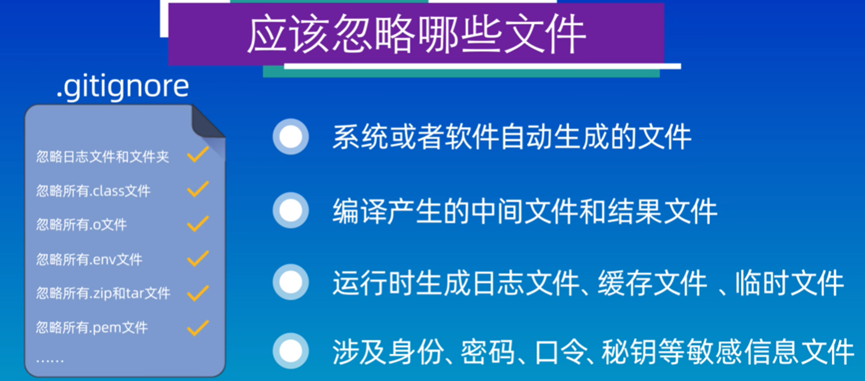 应该忽略哪些文件
.gitignore
忽略日志文件和文件夹
忽略所有.class文件
忽略所有.o文件
忽略所有.env文件
忽略所有.zip和tar文件
忽略所有.pem文件
……
系统或者软件自动生成的文件
编译产生的中间文件和结果文件
运行时生成日志文件、缓存文件 、临时文件
涉及身份、密码、口令、秘钥等敏感信息文件